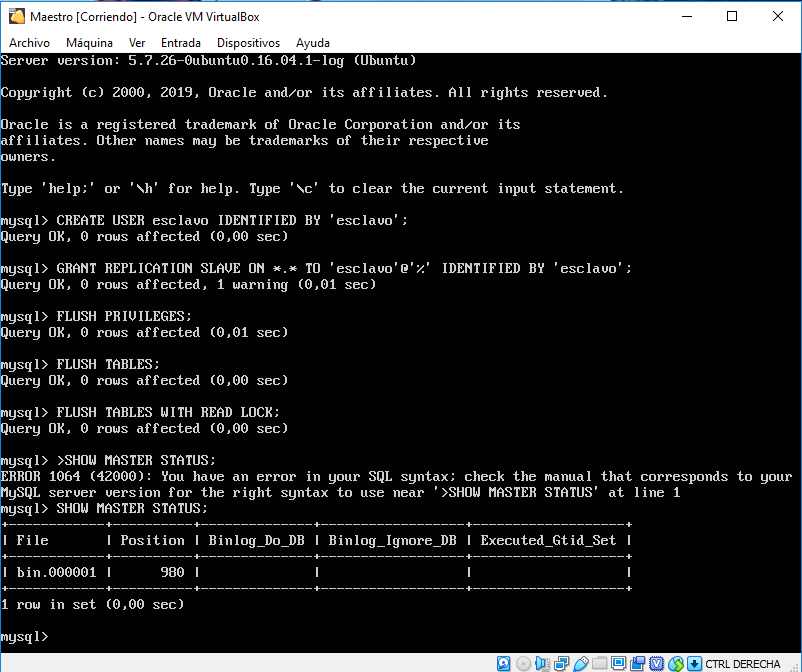 Maestro [Corriendo] - Oracle VM VirtualBox
Archivo Máquina Ver Entrada Dispositivos Ayuda
Server version: 5.7.26-0ubuntu0.16.04.1-log (Ubuntu)
Copyright (c) 2000, 2019, Oracle and/or its affiliates. All rights reserved.
Oracle is a registered trademark of Oracle Corporation and/or its
affiliates. Other names may be trademarks of their respective
owners.
Type 'help;' or '\h' for help. Type '\c' to clear the current input statement.
mysql> CREATE USER esclavo IDENTIFIED BY 'esclavo';
Query OK, 0 rows affected (0,00 sec)
mysql> GRANT REPLICATION SLAVE ON *.* TO 'esclavo'@'%' IDENTIFIED BY 'esclavo';
Query OK, 0 rows affected, 1 warning (0,01 sec)
mysql> FLUSH PRIVILEGES;
Query OK, 0 rows affected (0,01 sec)
mysql> FLUSH TABLES;
Query OK, 0 rows affected (0,00 sec)
mysql> FLUSH TABLES WITH READ LOCK;
Query OK, 0 rows affected (0,00 sec)
mysql> >SHOW MASTER STATUS;
ERROR 1064 (42000): You have an error in your SQL syntax; check the manual that corresponds to your
MySQL server version for the right syntax to use near '>SHOW MASTER STATUS' at line 1
mysql> SHOW MASTER STATUS;
+------------+----------+--------------+------------------+-------------------+
| File | Position | Binlog_Do_DB | Binlog_Ignore_DB | Executed_Gtid_Set |
+------------+----------+--------------+------------------+-------------------+
| bin.000001 | 980 | | | |
+------------+----------+--------------+------------------+-------------------+
1 row in set (0,00 sec)
mysql>
CTRL DERECHA